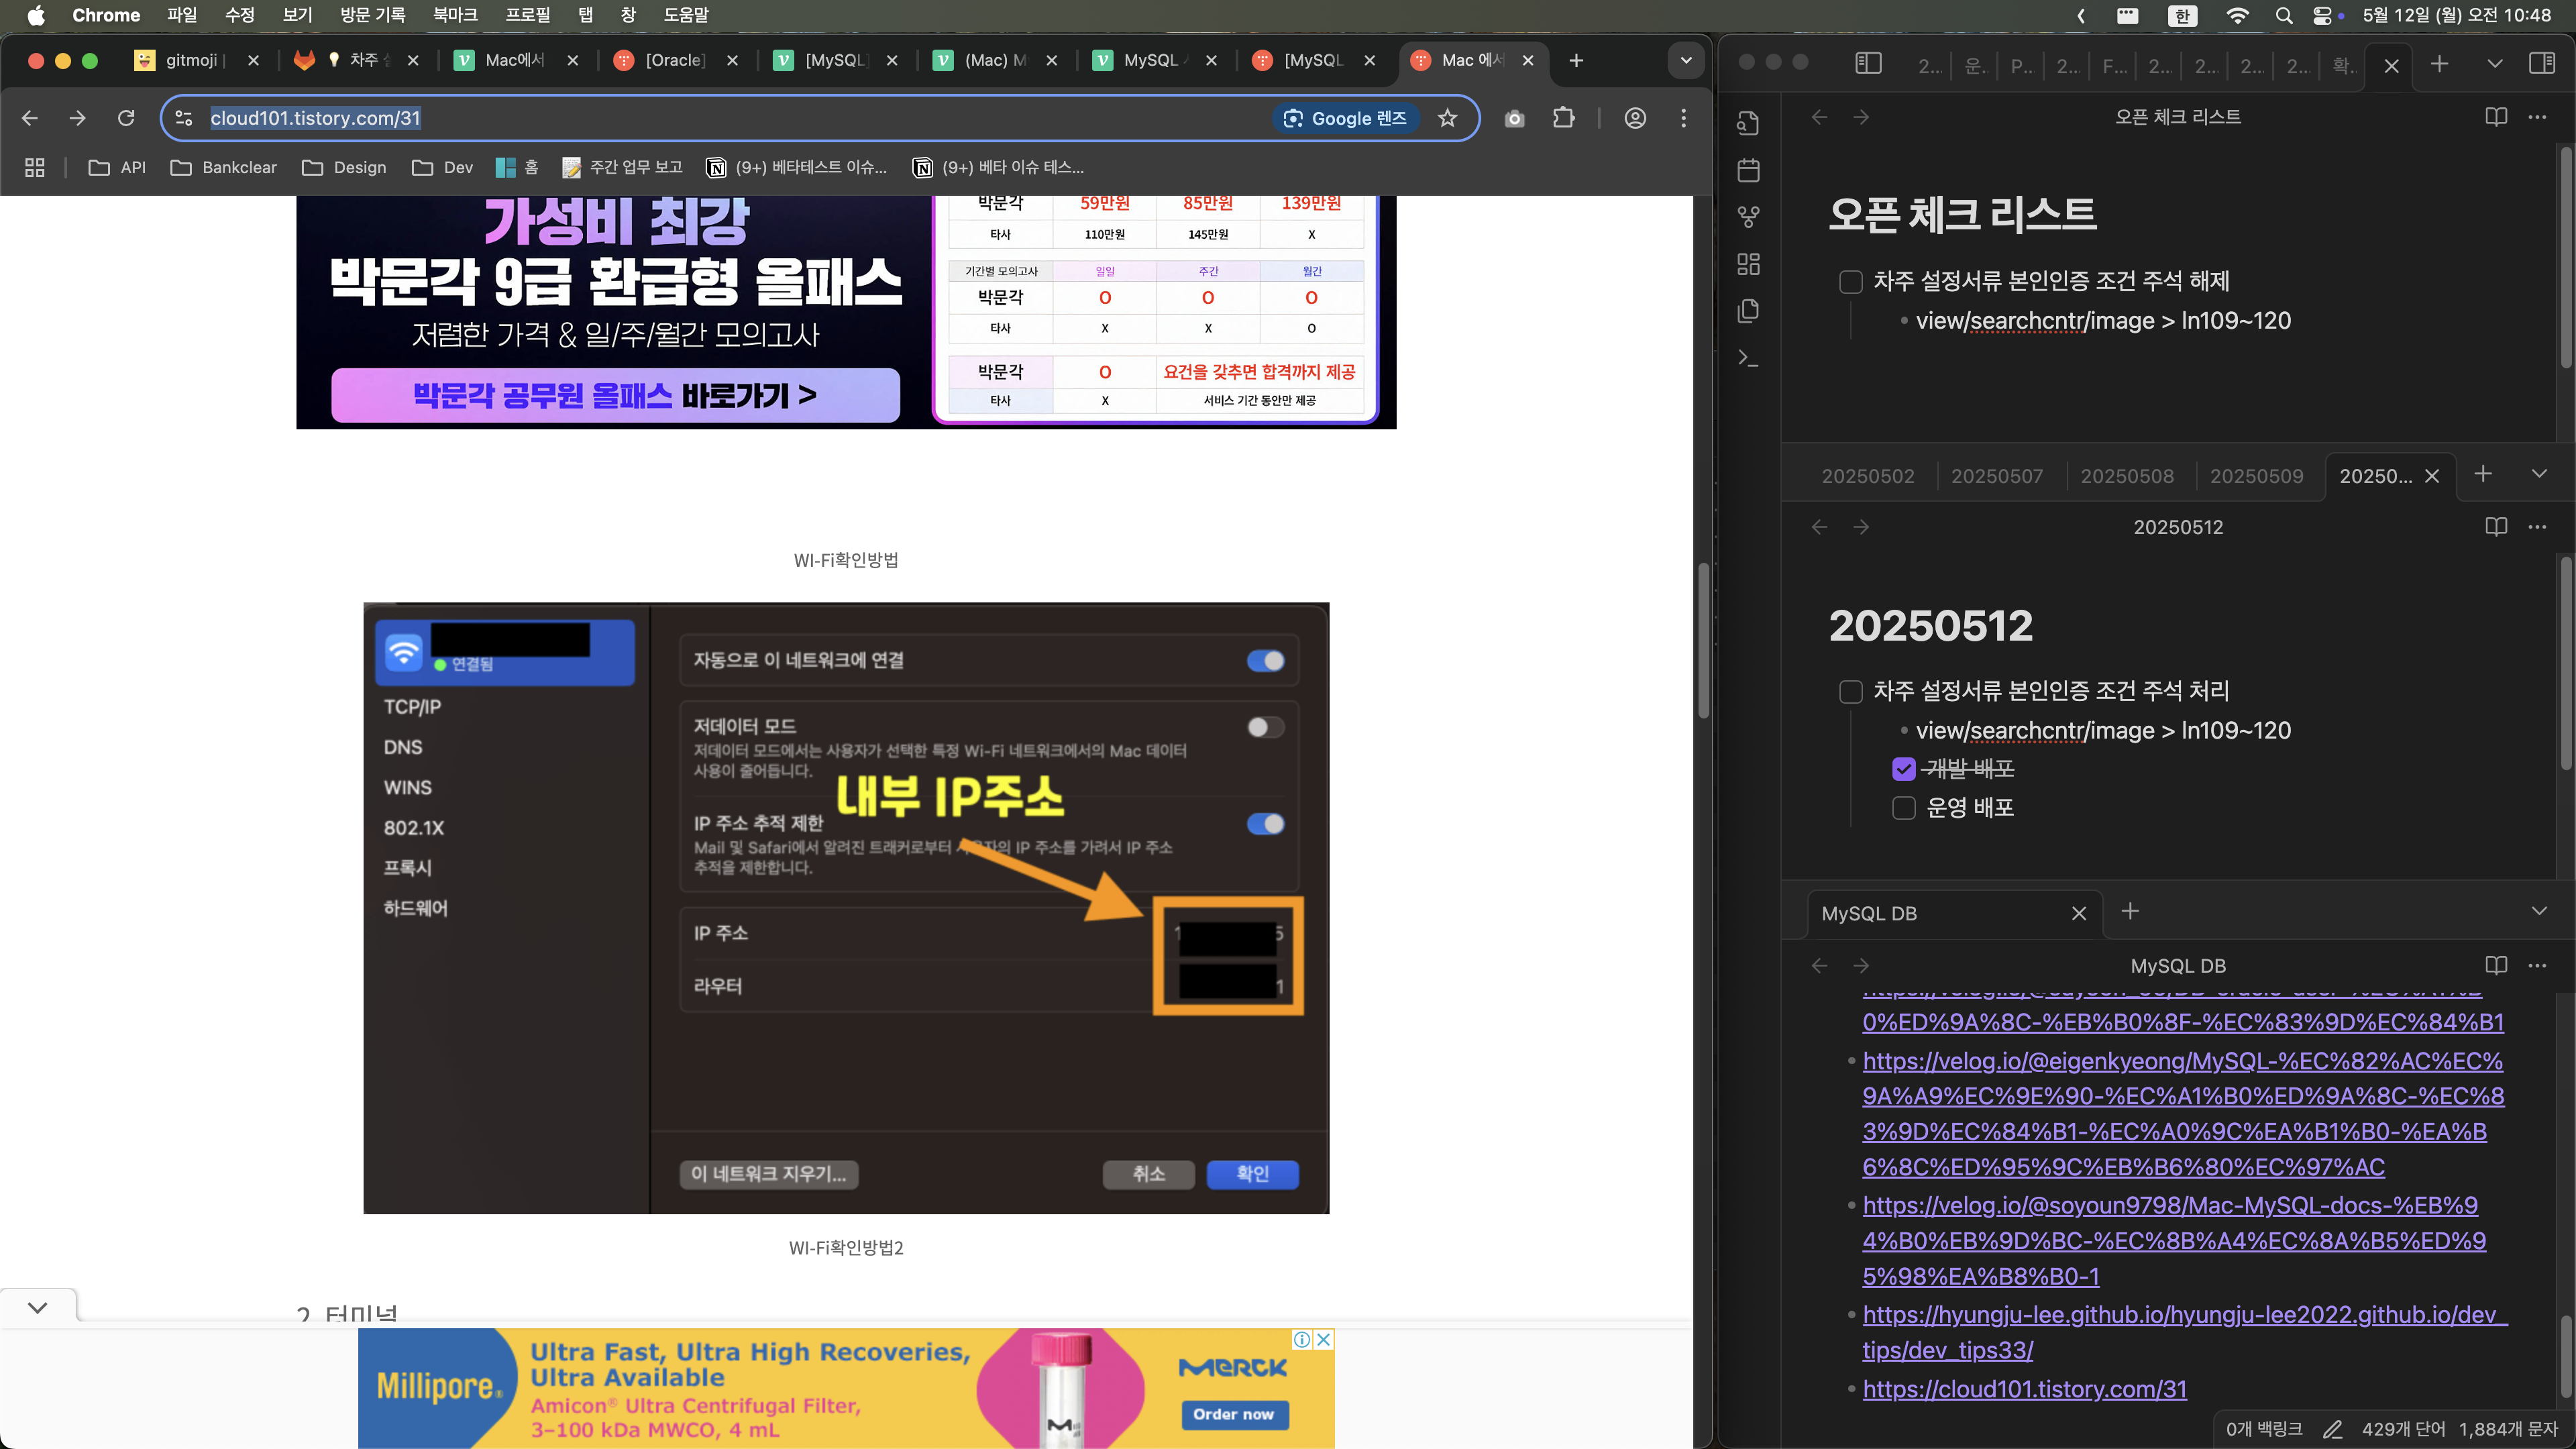 Chrome 파일 수정 보기 방문 기록 북마크 프로필 탭 창 도움말
한 5월 12일 (월) 오전 10:48
gitmoji | 차주 Mac에서 [Oracle] [MySQL] (Mac) M MySQL [MySQL Mac 에서
cloud101.tistory.com/31
Google 렌즈
API Bankclear Design Dev 홈 주간 업무 보고 (9+) 베타테스트 이슈... (9+) 베타 이슈 테스...
가성비 최강
박문각 9급 환급형 올패스
저렴한 가격 & 일/주/월간 모의고사
박문각 공무원 올패스 바로가기 >
박문각 59만원 85만원 139만원
타사 110만원 145만원 X
기간별 모의고사 일일 주간 월간
박문각 O O O
타사 X X O
박문각 O 요건을 갖추면 합격까지 제공
타사 X 서비스 기간 동안만 제공
WI-Fi확인방법
연결됨
TCP/IP
DNS
WINS
802.1X
프록시
하드웨어
자동으로 이 네트워크에 연결
저데이터 모드
저데이터 모드에서는 사용자가 선택한 특정 Wi-Fi 네트워크에서의 Mac 데이터
사용이 줄어듭니다.
내부 IP주소
IP 주소 추적 제한
Mail 및 Safari에서 알려진 트래커로부터 사용자의 IP 주소를 가려서 IP 주소
추적을 제한합니다.
IP 주소 1 5
라우터 1
이 네트워크 지우기... 취소 확인
WI-Fi확인방법2
2. 터미널
Millipore®
Ultra Fast, Ultra High Recoveries,
Ultra Available
Amicon® Ultra Centrifugal Filter,
3–100 kDa MWCO, 4 mL
MERCK
Order now
2... 운.. P... 2... F... 2... 2... 2... 2... 확.
오픈 체크 리스트
오픈 체크 리스트
차주 설정서류 본인인증 조건 주석 해제
view/searchcntr/image > ln109~120
20250502 20250507 20250508 20250509 20250...
20250512
20250512
차주 설정서류 본인인증 조건 주석 처리
view/searchcntr/image > ln109~120
개발 배포
운영 배포
MySQL DB
MySQL DB
0%ED%9A%8C-%EB%B0%8F-%EC%83%9D%EC%84%B1
https://velog.io/@eigenkyeong/MySQL-%EC%82%AC%EC%
9A%A9%EC%9E%90-%EC%A1%B0%ED%9A%8C-%EC%8
3%9D%EC%84%B1-%EC%A0%9C%EA%B1%B0-%EA%B
6%8C%ED%95%9C%EB%B6%80%EC%97%AC
https://velog.io/@soyoun9798/Mac-MySQL-docs-%EB%9
4%B0%EB%9D%BC-%EC%8B%A4%EC%8A%B5%ED%9
5%98%EA%B8%B0-1
https://hyungju-lee.github.io/hyungju-lee2022.github.io/dev_
tips/dev_tips33/
https://cloud101.tistory.com/31
0개 백링크 429개 단어 1,884개 문자